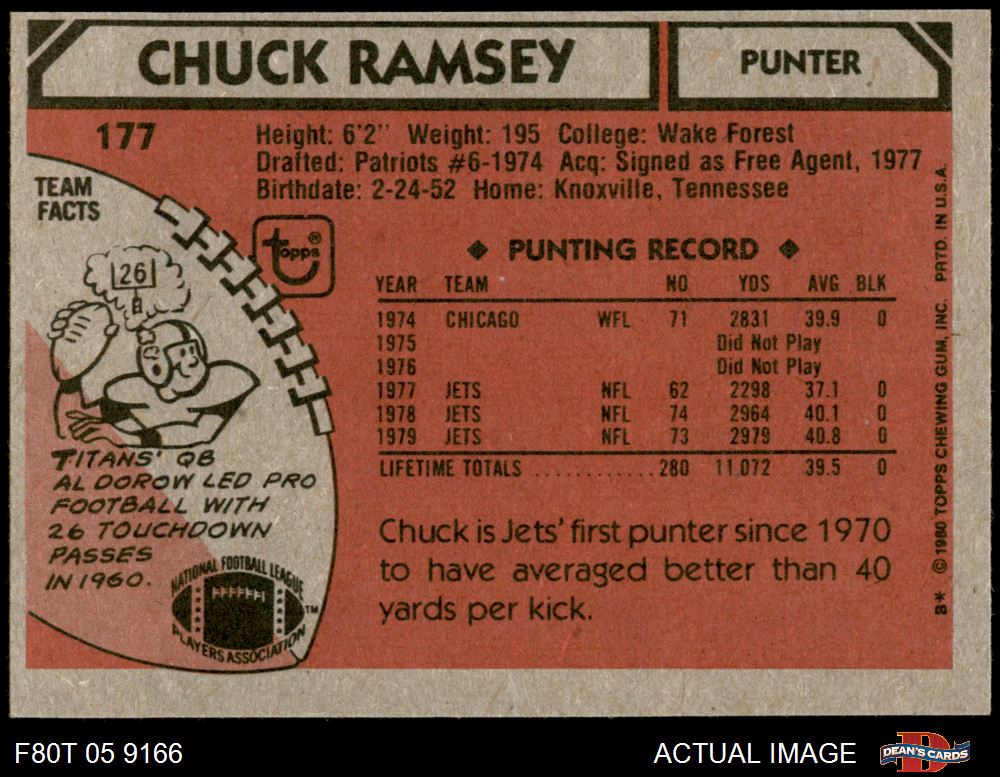 CHUCK RAMSEY
PUNTER
177
Height: 6'2" Weight: 195 College: Wake Forest
Drafted: Patriots #6-1974 Acq: Signed as Free Agent, 1977
Birthdate: 2-24-52 Home: Knoxville, Tennessee
TEAM
FACTS
topps®
26
TITANS' QB
AL DOROW LED PRO
FOOTBALL WITH
26 TOUCHDOWN
PASSES
IN 1960.
NATIONAL FOOTBALL LEAGUE
PLAYERS ASSOCIATION
TM
◆ PUNTING RECORD ◆
YEAR TEAM NO YDS AVG BLK
1974 CHICAGO WFL 71 2831 39.9 0
1975 Did Not Play
1976 Did Not Play
1977 JETS NFL 62 2298 37.1 0
1978 JETS NFL 74 2964 40.1 0
1979 JETS NFL 73 2979 40.8 0
LIFETIME TOTALS ............ 280 11,072 39.5 0
Chuck is Jets' first punter since 1970
to have averaged better than 40
yards per kick.
B* © 1980 TOPPS CHEWING GUM, INC. PRTD. IN U.S.A.
F80T 05 9166
ACTUAL IMAGE
DEAN'S CARDS